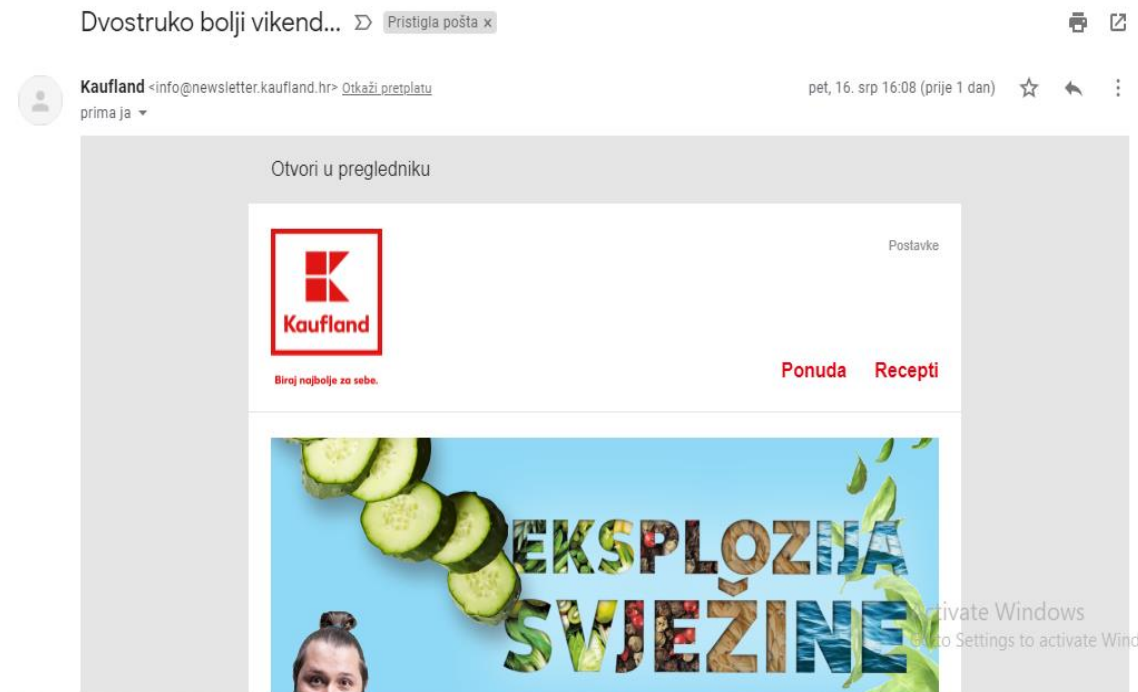 Dvostruko bolji vikend...
Pristigla pošta x
Kaufland <info@newsletter.kaufland.hr> Otkaži pretplatu
pet, 16. srp 16:08 (prije 1 dan)
prima ja
Otvori u pregledniku
Postavke
Kaufland
Biraj najbolje za sebe.
Ponuda Recepti
EKSPLOZIJA
SVJEŽINE
Activate Windows
Go to Settings to activate Wind